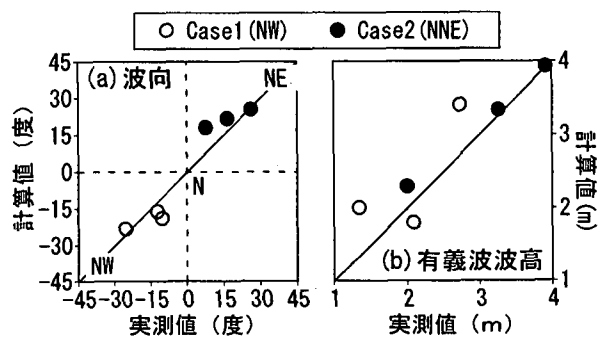 ○ Case1(NW) ● Case2(NNE)
(a)波向
NE
N
NW
45
30
15
0
-15
-30
-45
計算値（度）
-45 -30 -15 0 15 30 45
実測値（度）
4
3
2
1
計算値(m)
(b)有義波波高
1 2 3 4
実測値（m）